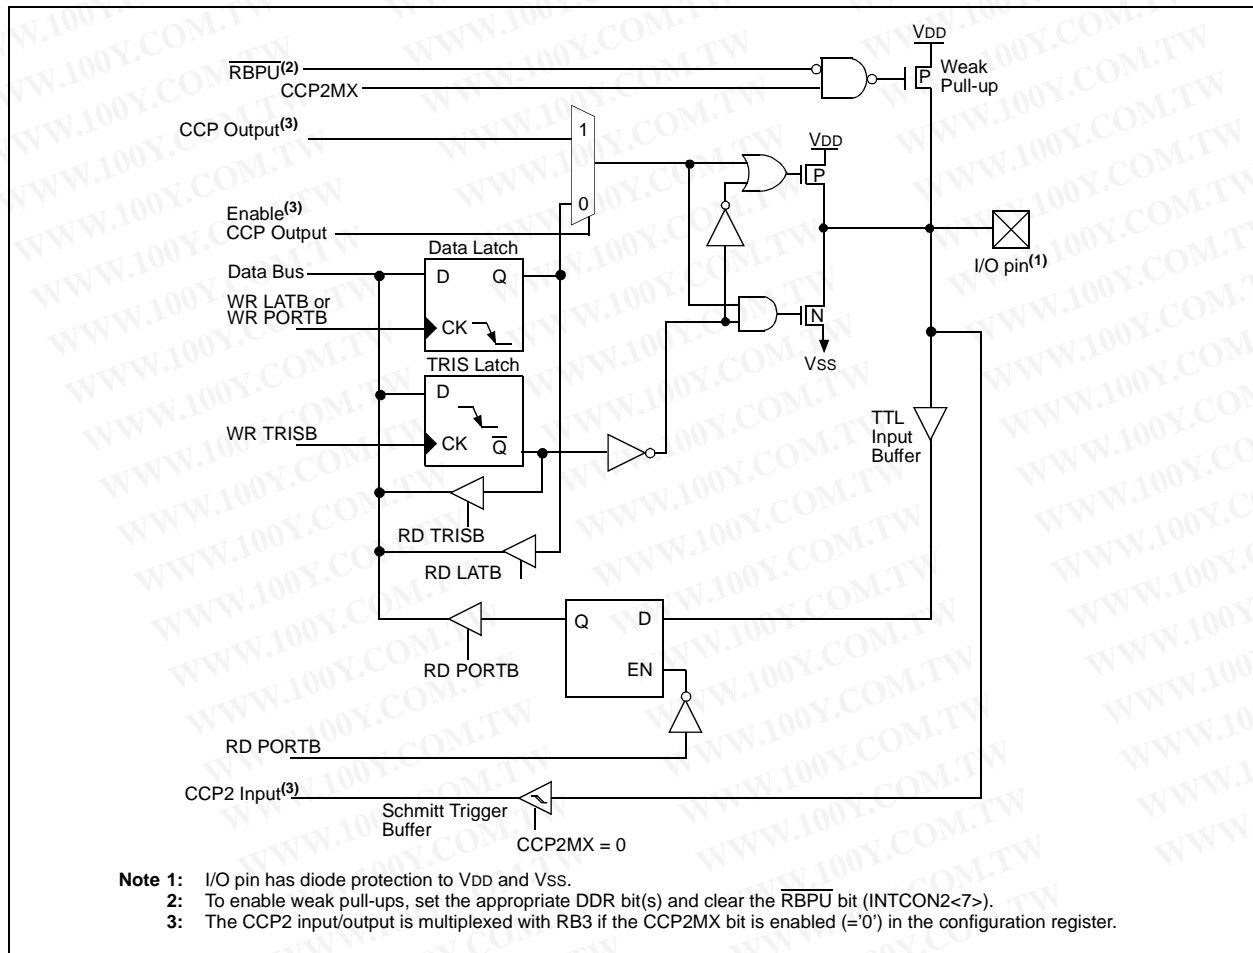 VDD
RBPU(2)
CCP2MX
P
Weak
Pull-up
CCP Output(3)
1
VDD
P
0
Enable(3)
CCP Output
Data Latch
I/O pin(1)
Data Bus
D
Q
WR LATB or
WR PORTB
CK
N
VSS
TRIS Latch
D
WR TRISB
CK
Q
TTL
Input
Buffer
RD TRISB
RD LATB
Q
D
EN
RD PORTB
RD PORTB
CCP2 Input(3)
Schmitt Trigger
Buffer
CCP2MX = 0
Note 1: I/O pin has diode protection to VDD and VSS.
2: To enable weak pull-ups, set the appropriate DDR bit(s) and clear the RBPU bit (INTCON2<7>).
3: The CCP2 input/output is multiplexed with RB3 if the CCP2MX bit is enabled (='0') in the configuration register.
WWW.100Y.COM.TW